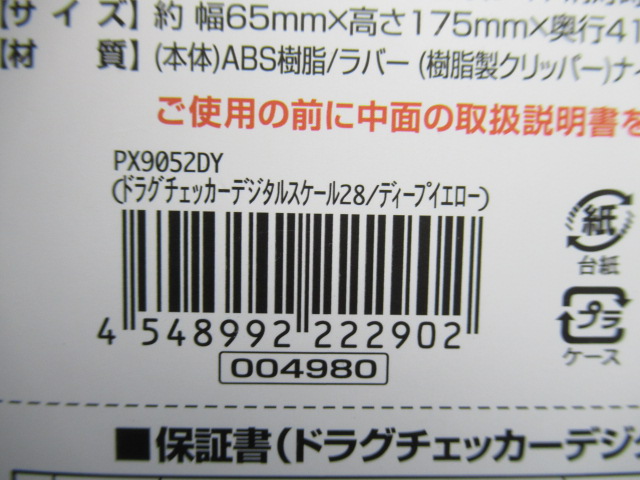 【サイズ】約 幅65mm×高さ175mm×奥行41
【材 質】(本体)ABS樹脂/ラバー (樹脂製クリッパー)ナイ
ご使用の前に中面の取扱説明書を
PX9052DY
(ドラグチェッカーデジタルスケール28/ディープイエロー)
紙
台紙
4 548992 222902
プラ
ケース
004980
■保証書(ドラグチェッカーデジ